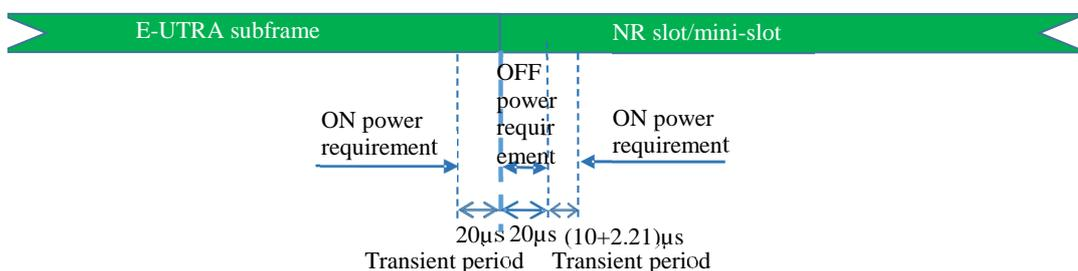 E-UTRA subframe
NR slot/mini-slot
OFF
power
requir
ement
ON power
requirement
ON power
requirement
20µs 20µs (10+2.21)µs
Transient period Transient period